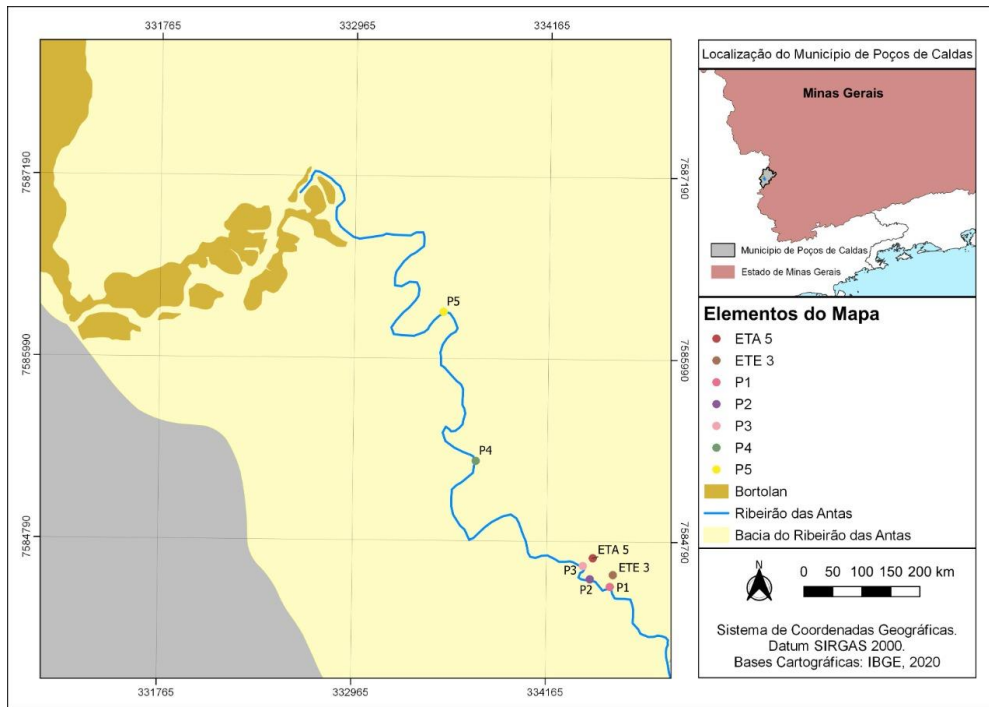 331765
332965
334165
7587190
7587190
P5
7585990
7585990
P4
7584790
7584790
ETA 5
P3
ETE 3
P2
P1
331765
332965
334165
Localização do Municipio de Poços de Caldas
Minas Gerais
Município de Poços de Caldas
Estado de Minas Gerais
Elementos do Mapa
ETA 5
ETE 3
P1
P2
P3
P4
P5
Bortolan
Ribeirão das Antas
Bacia do Ribeirão das Antas
N
0 50 100 150 200 km
Sistema de Coordenadas Geográficas.
Datum SIRGAS 2000.
Bases Cartográficas: IBGE, 2020